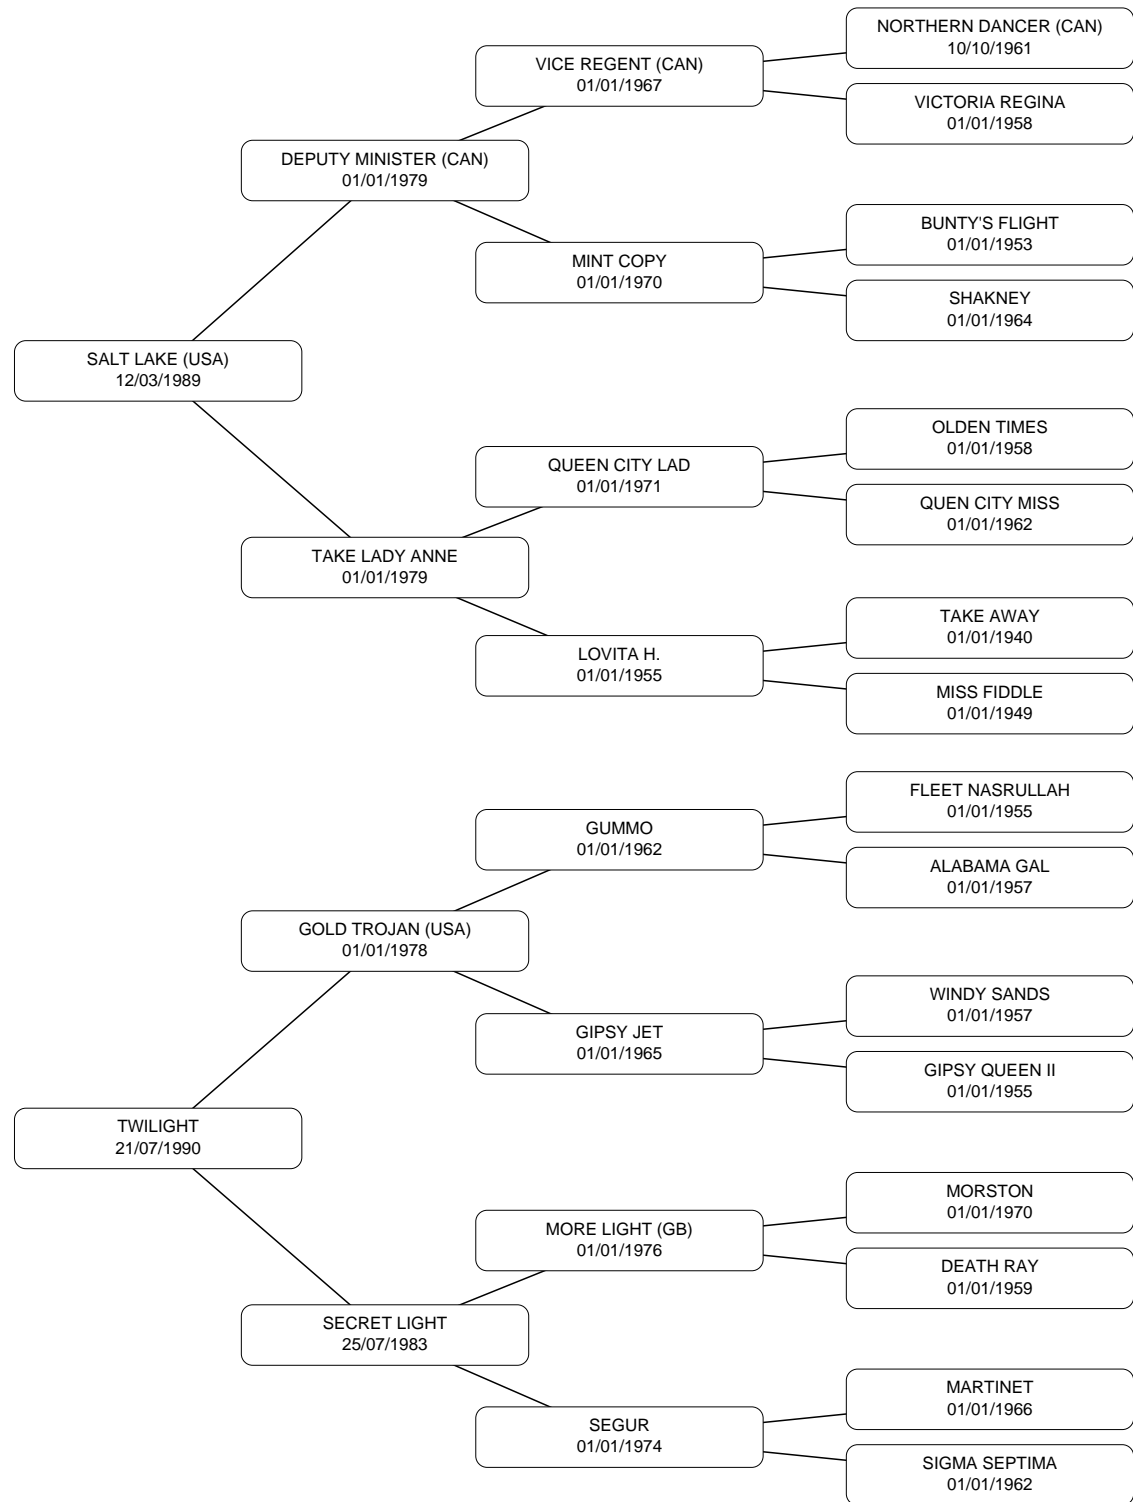 NORTHERN DANCER (CAN)
10/10/1961
VICE REGENT (CAN)
01/01/1967
VICTORIA REGINA
01/01/1958
DEPUTY MINISTER (CAN)
01/01/1979
BUNTY'S FLIGHT
01/01/1953
MINT COPY
01/01/1970
SHAKNEY
01/01/1964
SALT LAKE (USA)
12/03/1989
OLDEN TIMES
01/01/1958
QUEEN CITY LAD
01/01/1971
QUEN CITY MISS
01/01/1962
TAKE LADY ANNE
01/01/1979
TAKE AWAY
01/01/1940
LOVITA H.
01/01/1955
MISS FIDDLE
01/01/1949
FLEET NASRULLAH
01/01/1955
GUMMO
01/01/1962
ALABAMA GAL
01/01/1957
GOLD TROJAN (USA)
01/01/1978
WINDY SANDS
01/01/1957
GIPSY JET
01/01/1965
GIPSY QUEEN II
01/01/1955
TWILIGHT
21/07/1990
MORSTON
01/01/1970
MORE LIGHT (GB)
01/01/1976
DEATH RAY
01/01/1959
SECRET LIGHT
25/07/1983
MARTINET
01/01/1966
SEGUR
01/01/1974
SIGMA SEPTIMA
01/01/1962